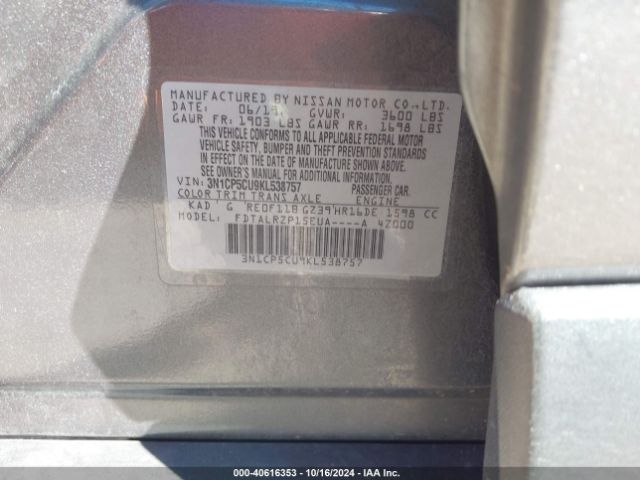 MANUFACTURED BY NISSAN MOTOR CO.,LTD.
DATE: 06/19 GVWR: 3600 LBS
GAWR FR: 1903 LBS GAWR RR: 1698 LBS
THIS VEHICLE CONFORMS TO ALL APPLICABLE FEDERAL MOTOR
VEHICLE SAFETY, BUMPER AND THEFT PREVENTION STANDARDS
IN EFFECT ON THE DATE OF MANUFACTURE SHOWN ABOVE.
SEE OWNER'S MANUAL FOR ADDITIONAL INFORMATION
VIN: 3N1CP5CU9KL538757 PASSENGER CAR.
COLOR TRIM TRANS AXLE ENGINE
KAD G RE0F11B GZ39 HR16DE 1598 CC
MODEL: FDTALRZP15EUA----A 4Z000
3N1CP5CU9KL538757
000-40616353 | 10/16/2024 | IAA Inc.